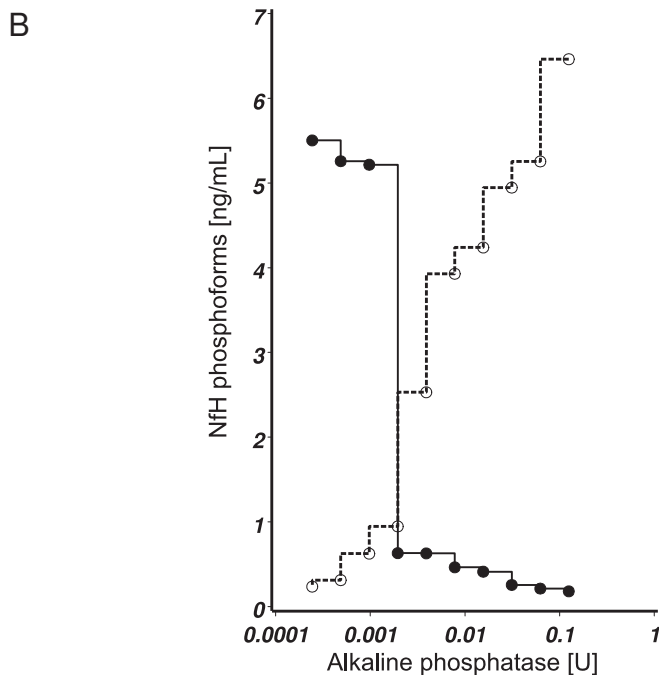 B
NfH phosphoforms [ng/mL]
7
6
5
4
3
2
1
0
0.0001 0.001 0.01 0.1 1
Alkaline phosphatase [U]